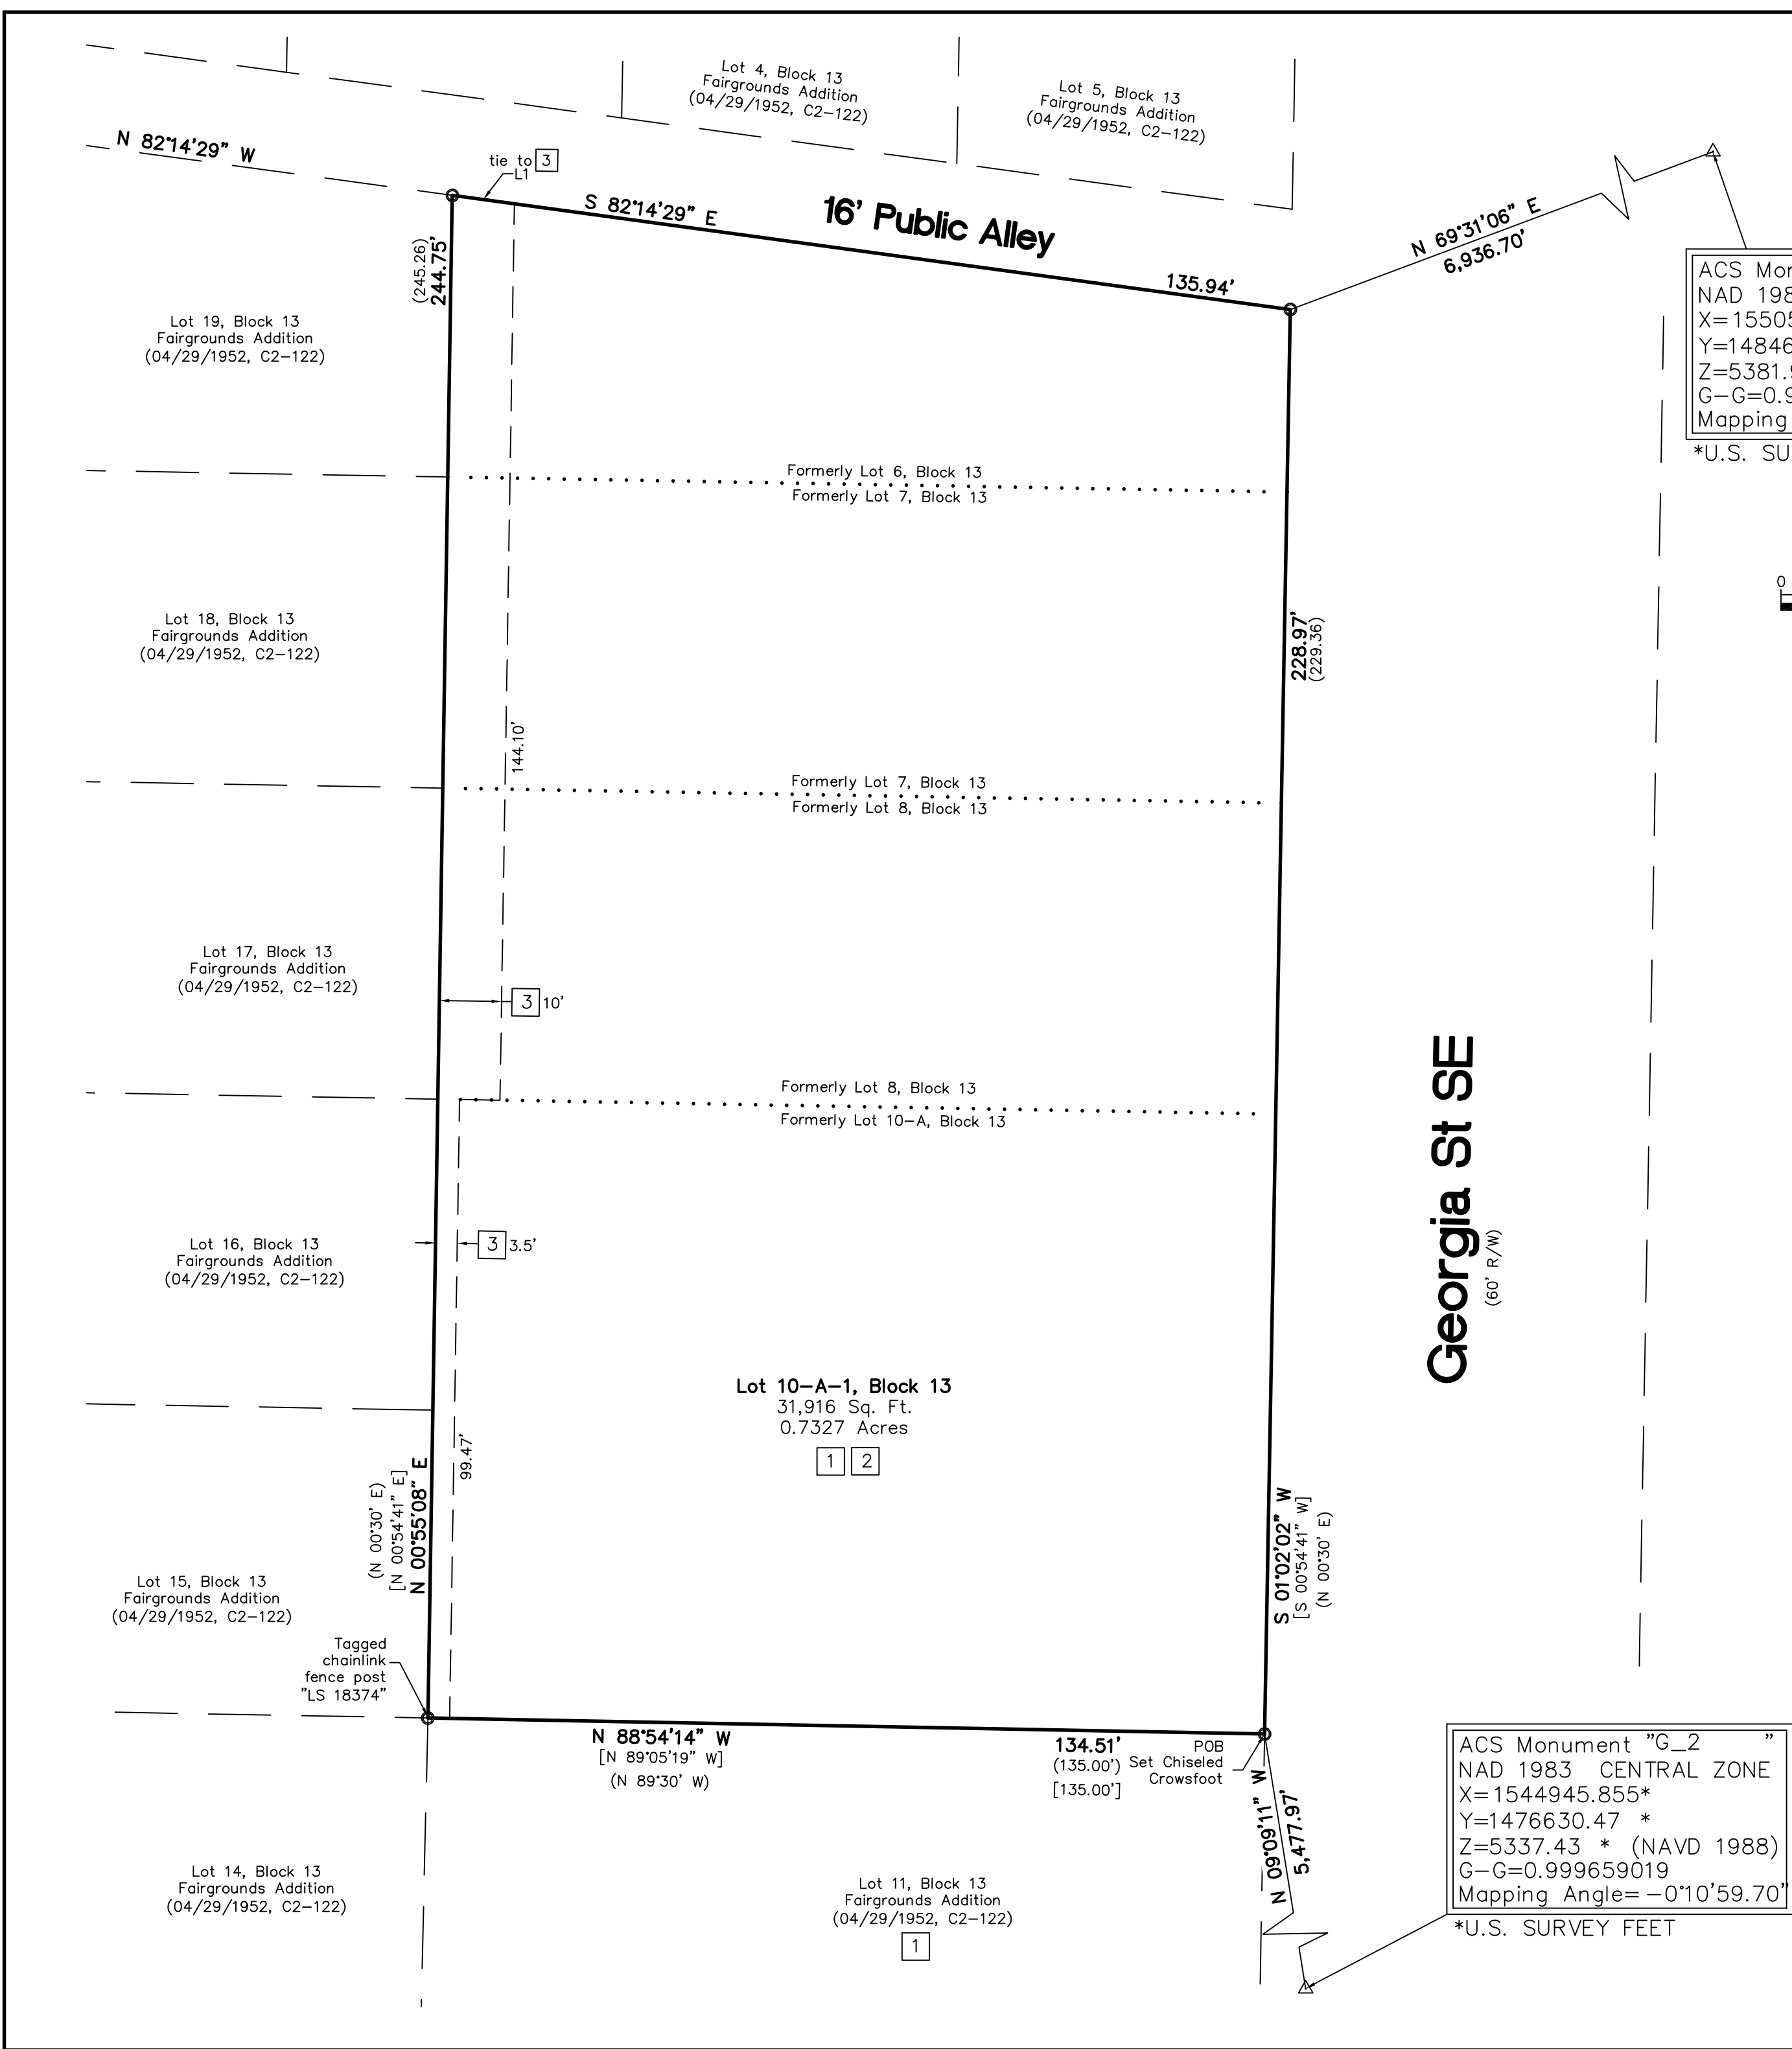 Lot 4, Block 13
Fairgrounds Addition
(04/29/1952, C2-122)
Lot 5, Block 13
Fairgrounds Addition
(04/29/1952, C2-122)
N 82°14'29" W
tie to 3
L1
S 82°14'29" E
16' Public Alley
135.94'
N 69°31'06" E
6,936.70'
ACS Mon
NAD 198
X=15505
Y=14846
Z=5381.9
G-G=0.9
Mapping
*U.S. SU
(245.26)
244.75'
Lot 19, Block 13
Fairgrounds Addition
(04/29/1952, C2-122)
Formerly Lot 6, Block 13
Formerly Lot 7, Block 13
0
Lot 18, Block 13
Fairgrounds Addition
(04/29/1952, C2-122)
228.97'
(229.36)
144.10'
Formerly Lot 7, Block 13
Formerly Lot 8, Block 13
Lot 17, Block 13
Fairgrounds Addition
(04/29/1952, C2-122)
3 10'
Formerly Lot 8, Block 13
Formerly Lot 10-A, Block 13
Georgia St SE
(60' R/W)
Lot 16, Block 13
Fairgrounds Addition
(04/29/1952, C2-122)
3 3.5'
Lot 10-A-1, Block 13
31,916 Sq. Ft.
0.7327 Acres
1 2
99.47'
(N 00°30' E)
[N 00°54'41" E]
N 00°55'08" E
S 01°02'02" W
[S 00°54'41" W]
(N 00°30' E)
Lot 15, Block 13
Fairgrounds Addition
(04/29/1952, C2-122)
Tagged
chainlink
fence post
"LS 18374"
N 88°54'14" W
[N 89°05'19" W]
(N 89°30' W)
134.51'
(135.00')
[135.00']
POB
Set Chiseled
Crowsfoot
N 09°09'11" W
5,477.97'
ACS Monument "G_2 "
NAD 1983 CENTRAL ZONE
X=1544945.855*
Y=1476630.47 *
Z=5337.43 * (NAVD 1988)
G-G=0.999659019
Mapping Angle= -0°10'59.70"
*U.S. SURVEY FEET
Lot 14, Block 13
Fairgrounds Addition
(04/29/1952, C2-122)
Lot 11, Block 13
Fairgrounds Addition
(04/29/1952, C2-122)
1